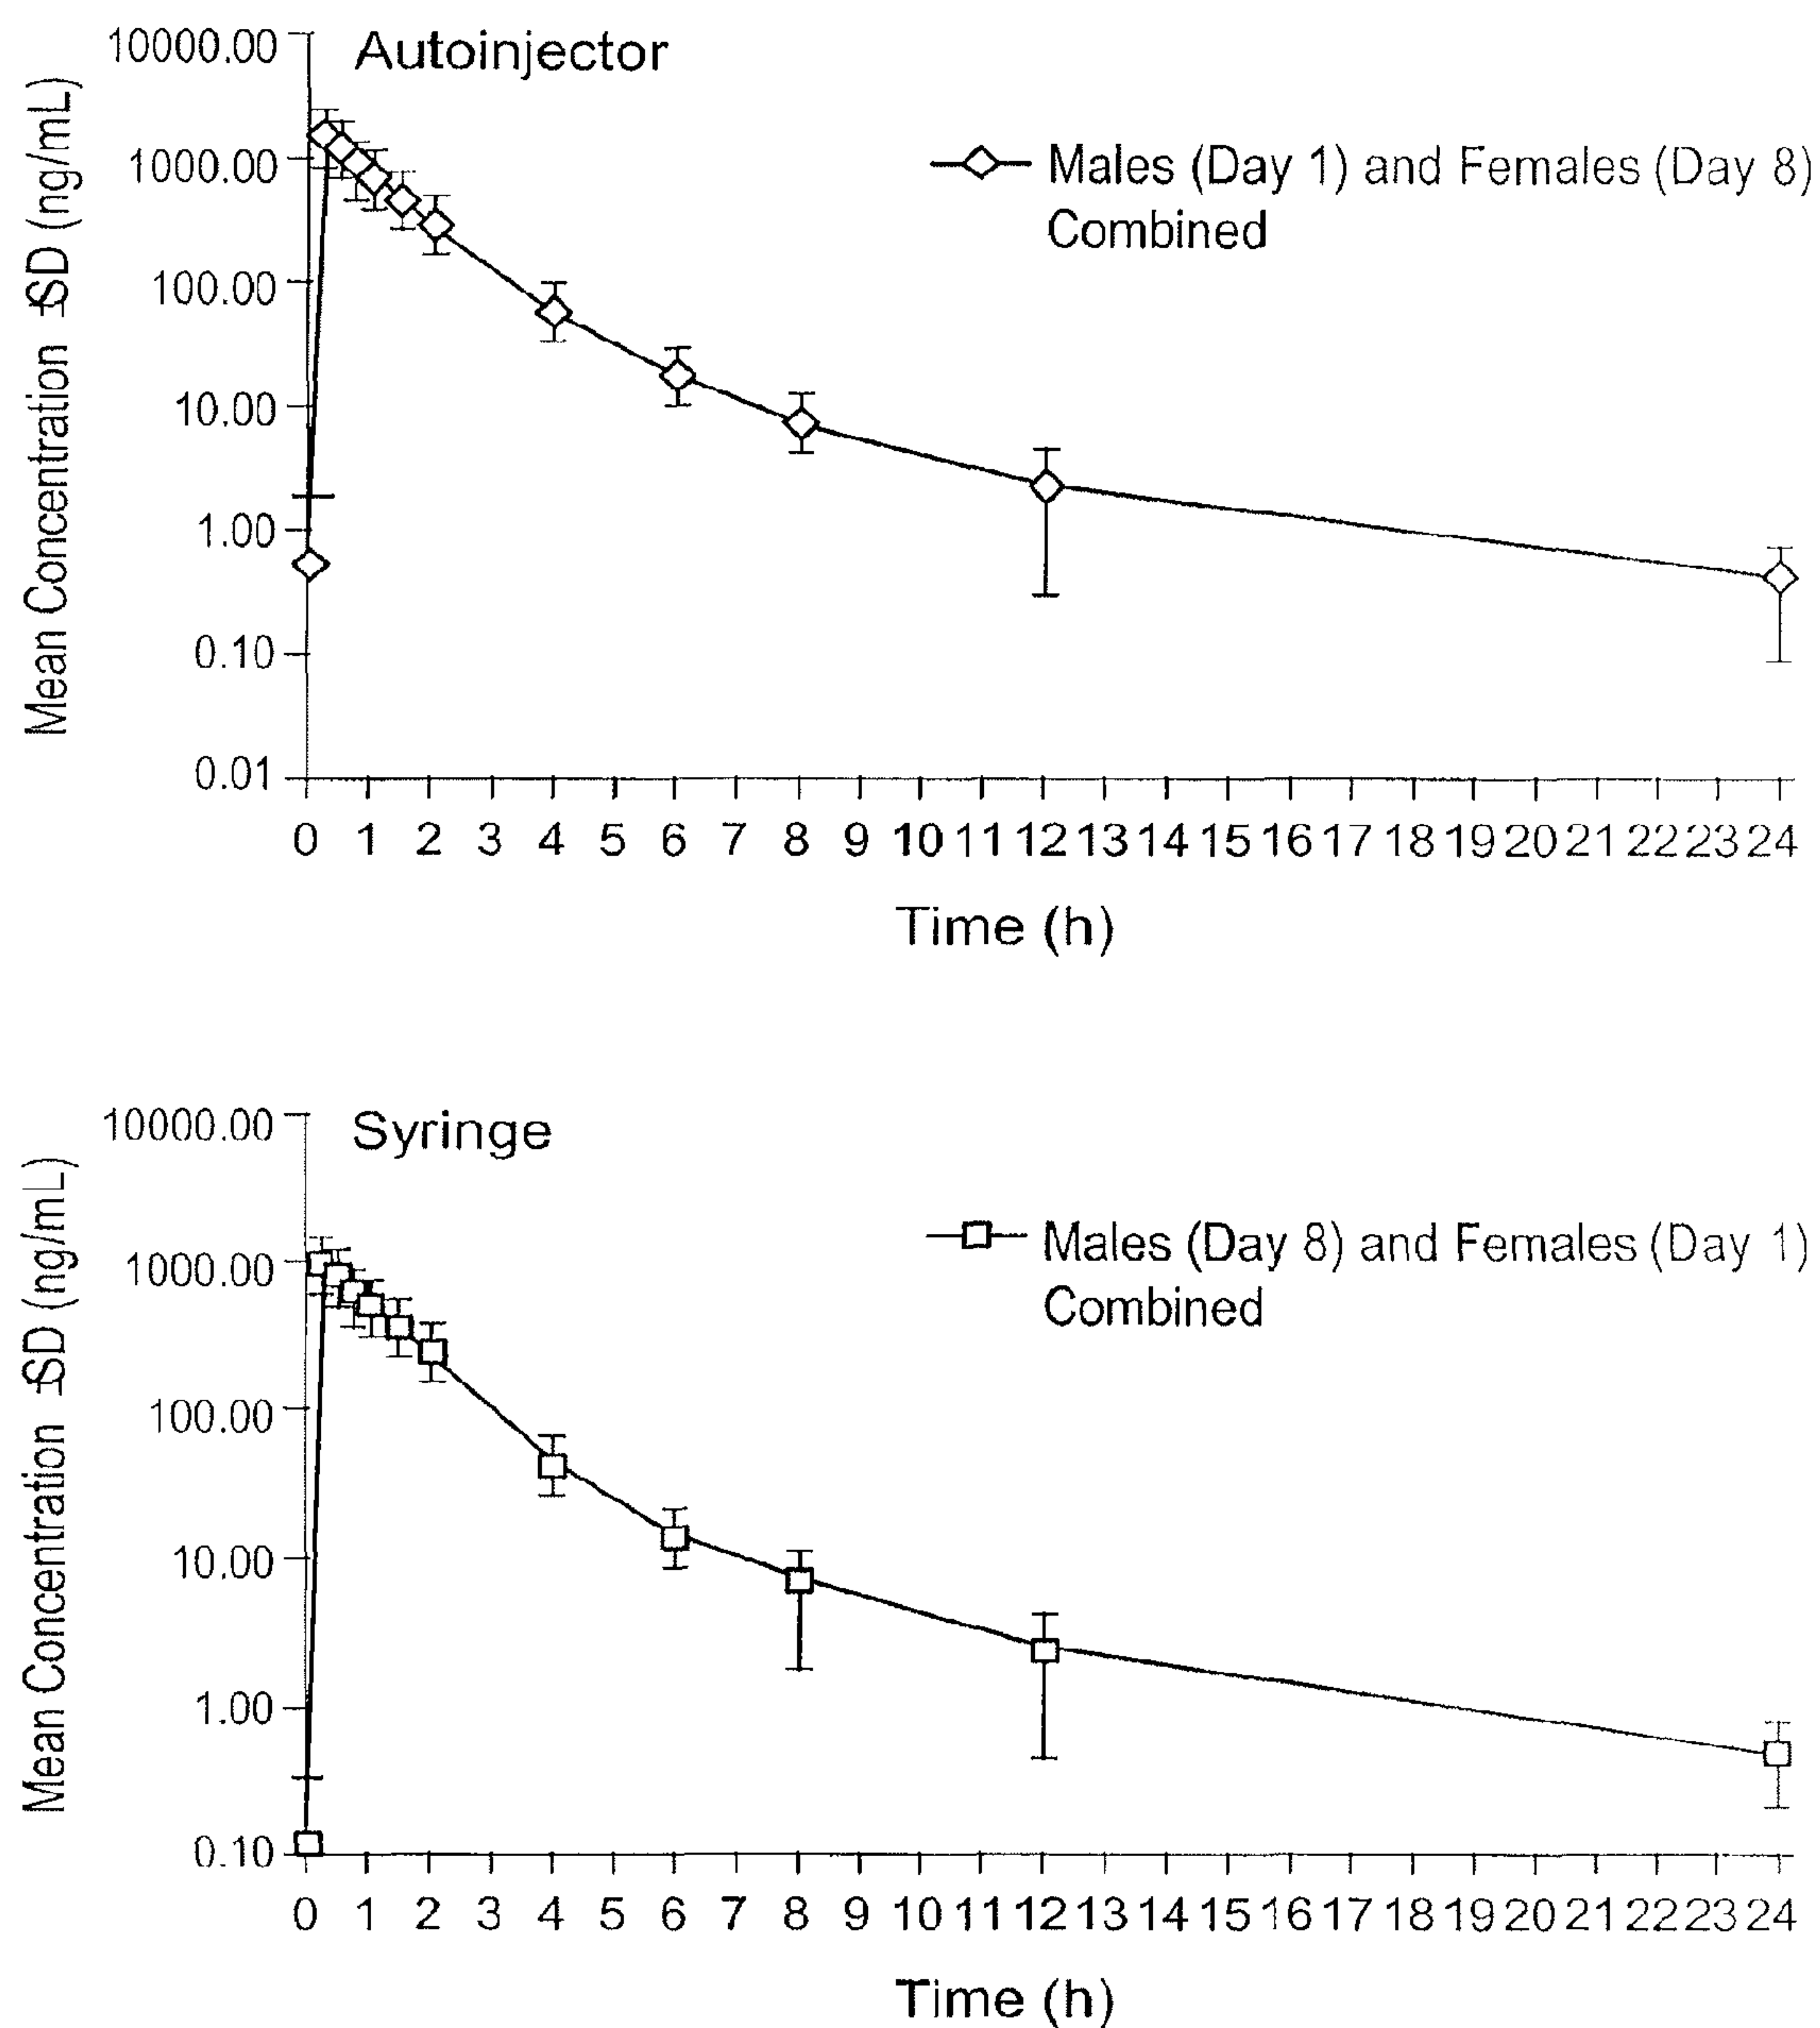 Autoinjector
Mean Concentration ±SD (ng/mL)
10000.00
1000.00
100.00
10.00
1.00
0.10
0.01
Males (Day 1) and Females (Day 8)
Combined
0 1 2 3 4 5 6 7 8 9 10 11 12 13 14 15 16 17 18 19 20 21 22 23 24
Time (h)
Syringe
Mean Concentration ±SD (ng/mL)
10000.00
1000.00
100.00
10.00
1.00
0.10
Males (Day 8) and Females (Day 1)
Combined
0 1 2 3 4 5 6 7 8 9 10 11 12 13 14 15 16 17 18 19 20 21 22 23 24
Time (h)